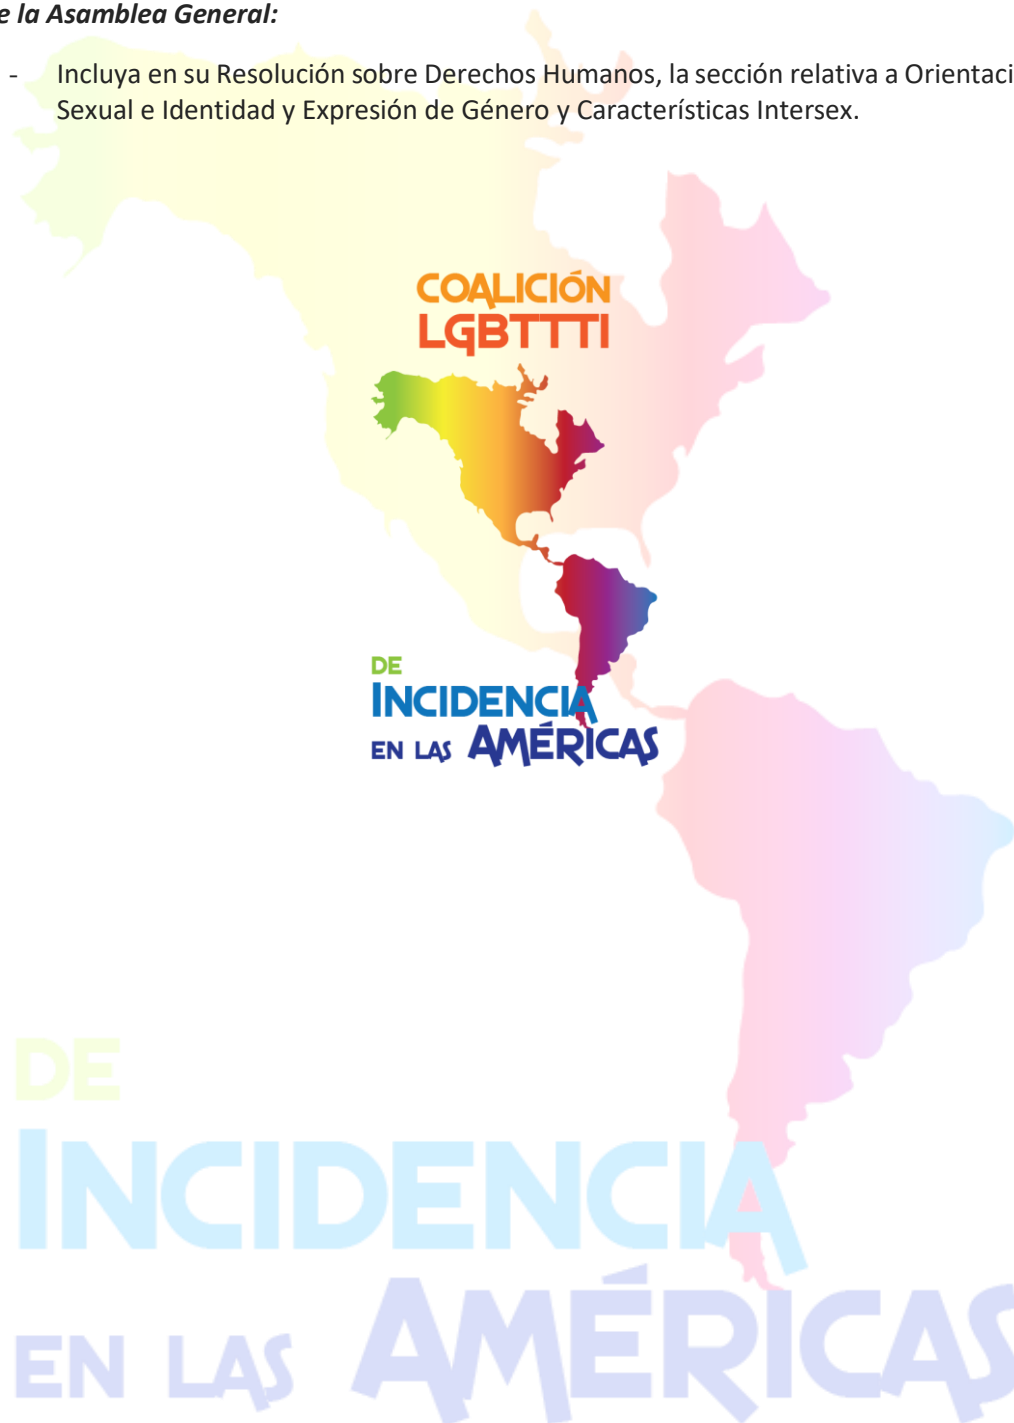 e la Asamblea General:
- Incluya en su Resolución sobre Derechos Humanos, la sección relativa a Orientaci
Sexual e Identidad y Expresión de Género y Características Intersex.
COALICIÓN
LGBTTTI
DE
INCIDENCIA
EN LAS AMÉRICAS
DE
INCIDENCIA
EN LAS AMÉRICAS